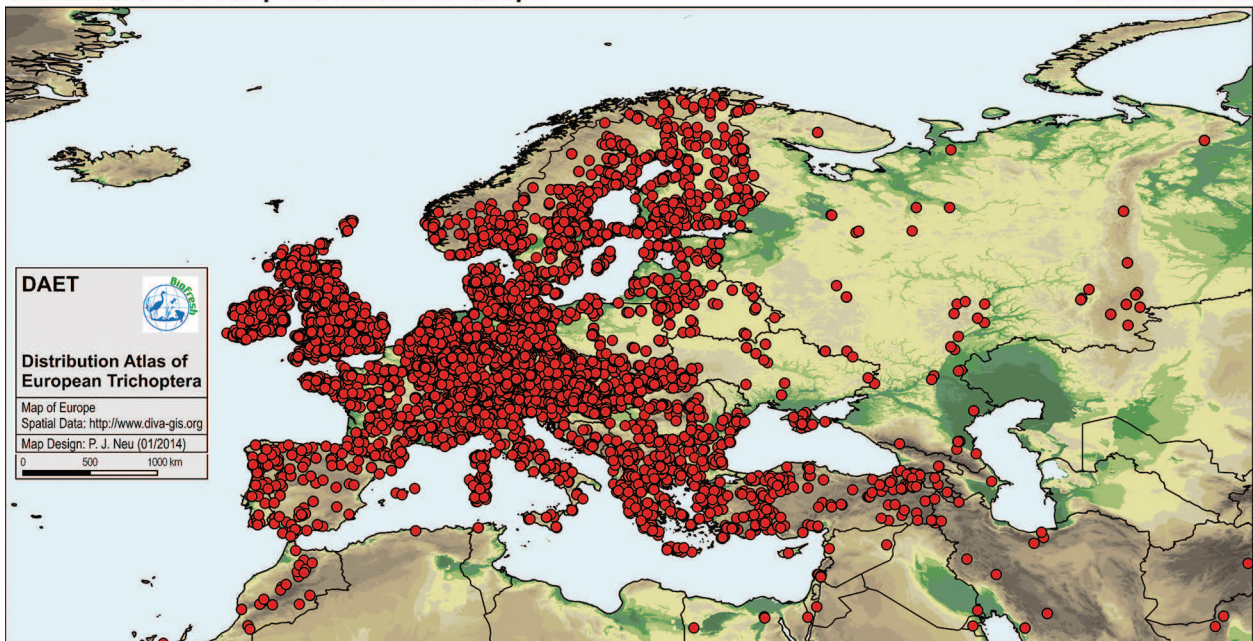 DAET
BioFresh
Distribution Atlas of
European Trichoptera
Map of Europe
Spatial Data: http://www.diva-gis.org
Map Design: P. J. Neu (01/2014)
0 500 1000 km